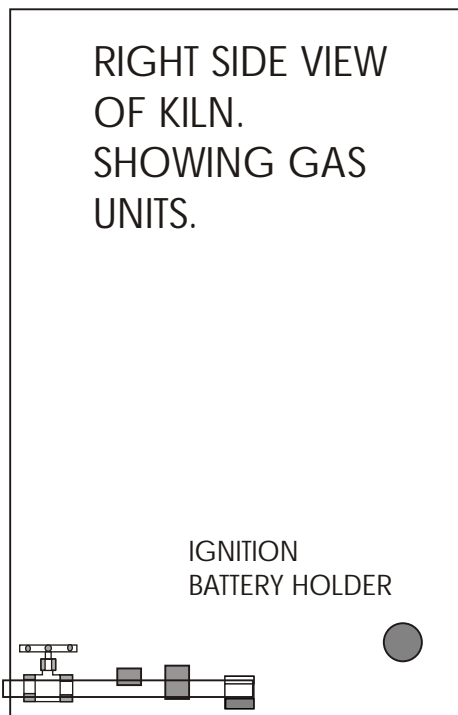 RIGHT SIDE VIEW
OF KILN.
SHOWING GAS
UNITS.
IGNITION
BATTERY HOLDER